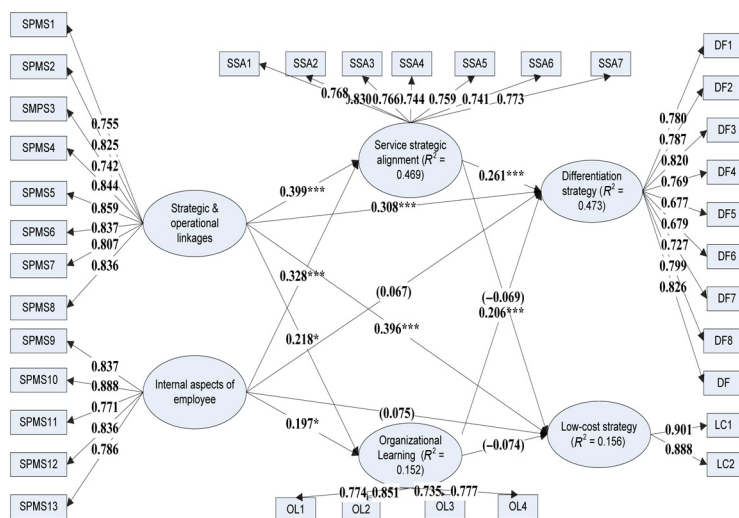 SPMS1
SPMS2
SMPS3
SPMS4
SPMS5
SPMS6
SPMS7
SPMS8
SPMS9
SPMS10
SPMS11
SPMS12
SPMS13
0.755
0.825
0.742
0.844
0.859
0.837
0.807
0.836
0.837
0.888
0.771
0.836
0.786
Strategic &
operational
linkages
Internal aspects of
employee
SSA1
SSA2
SSA3
SSA4
SSA5
SSA6
SSA7
0.768
0.830
0.766
0.744
0.759
0.741
0.773
Service strategic
alignment (R² =
0.469)
0.399***
0.261***
0.308***
0.328***
(0.067)
(−0.069)
0.206***
0.218*
0.396***
(0.075)
0.197*
(−0.074)
Organizational
Learning (R² =
0.152)
0.774
0.851
0.735
0.777
OL1
OL2
OL3
OL4
Differentiation
strategy (R² =
0.473)
Low-cost strategy
(R² = 0.156)
0.780
0.787
0.820
0.769
0.677
0.679
0.727
0.799
0.826
DF1
DF2
DF3
DF4
DF5
DF6
DF7
DF8
DF
0.901
0.888
LC1
LC2